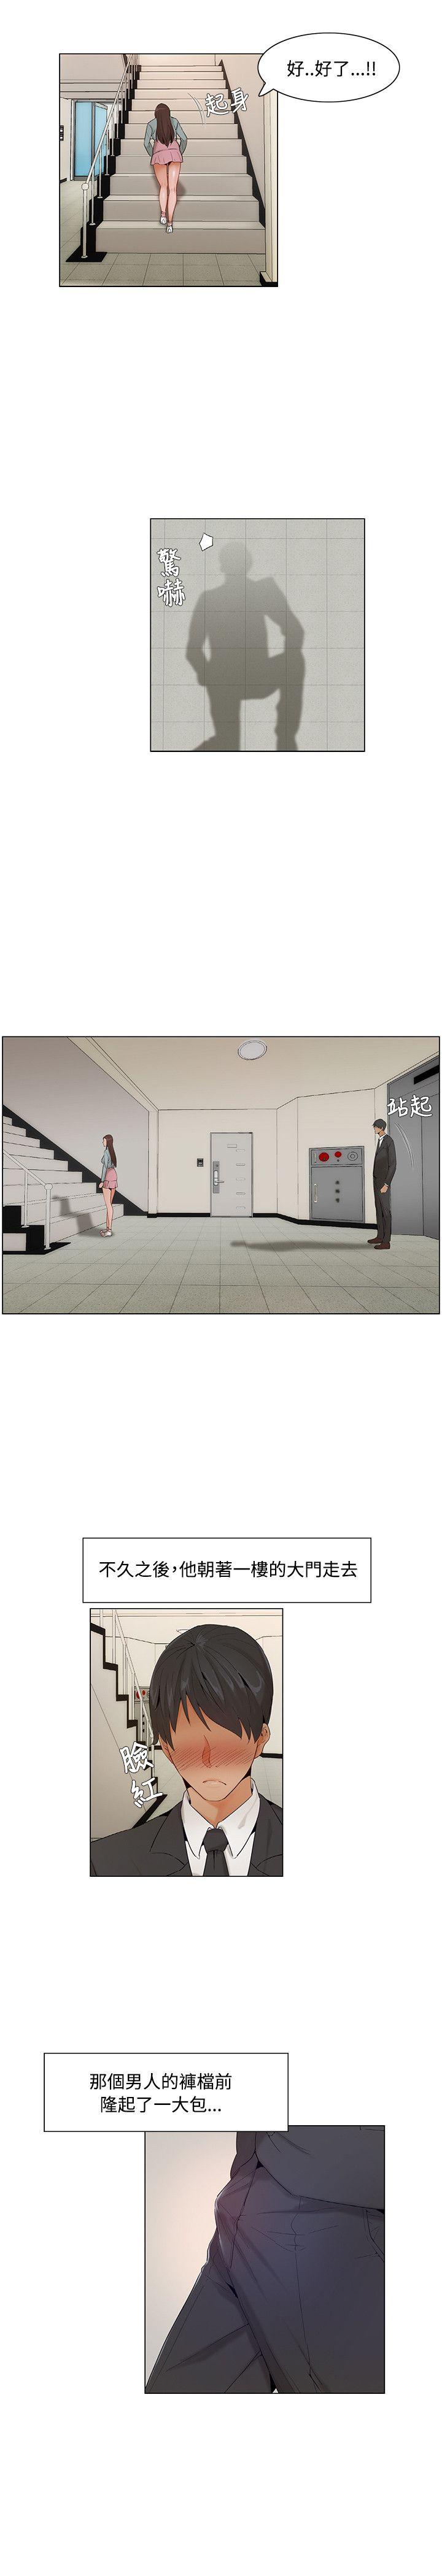 好..好了...!!
起身
驚嚇
站起
不久之後,他朝著一樓的大門走去
臉紅
那個男人的褲檔前
隆起了一大包...